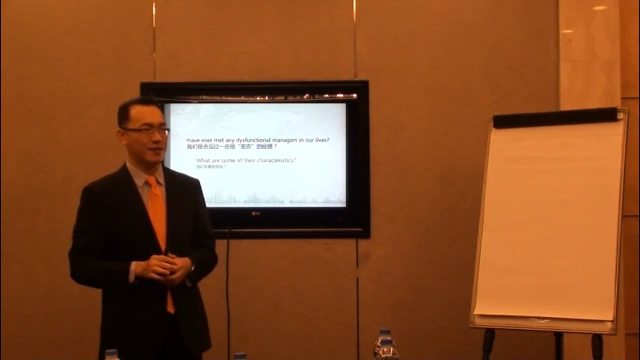 Have ever met any dysfunctional managers in our lives?
我们是否见过一些很“变态”的经理？
What are some of their characteristics?
LG